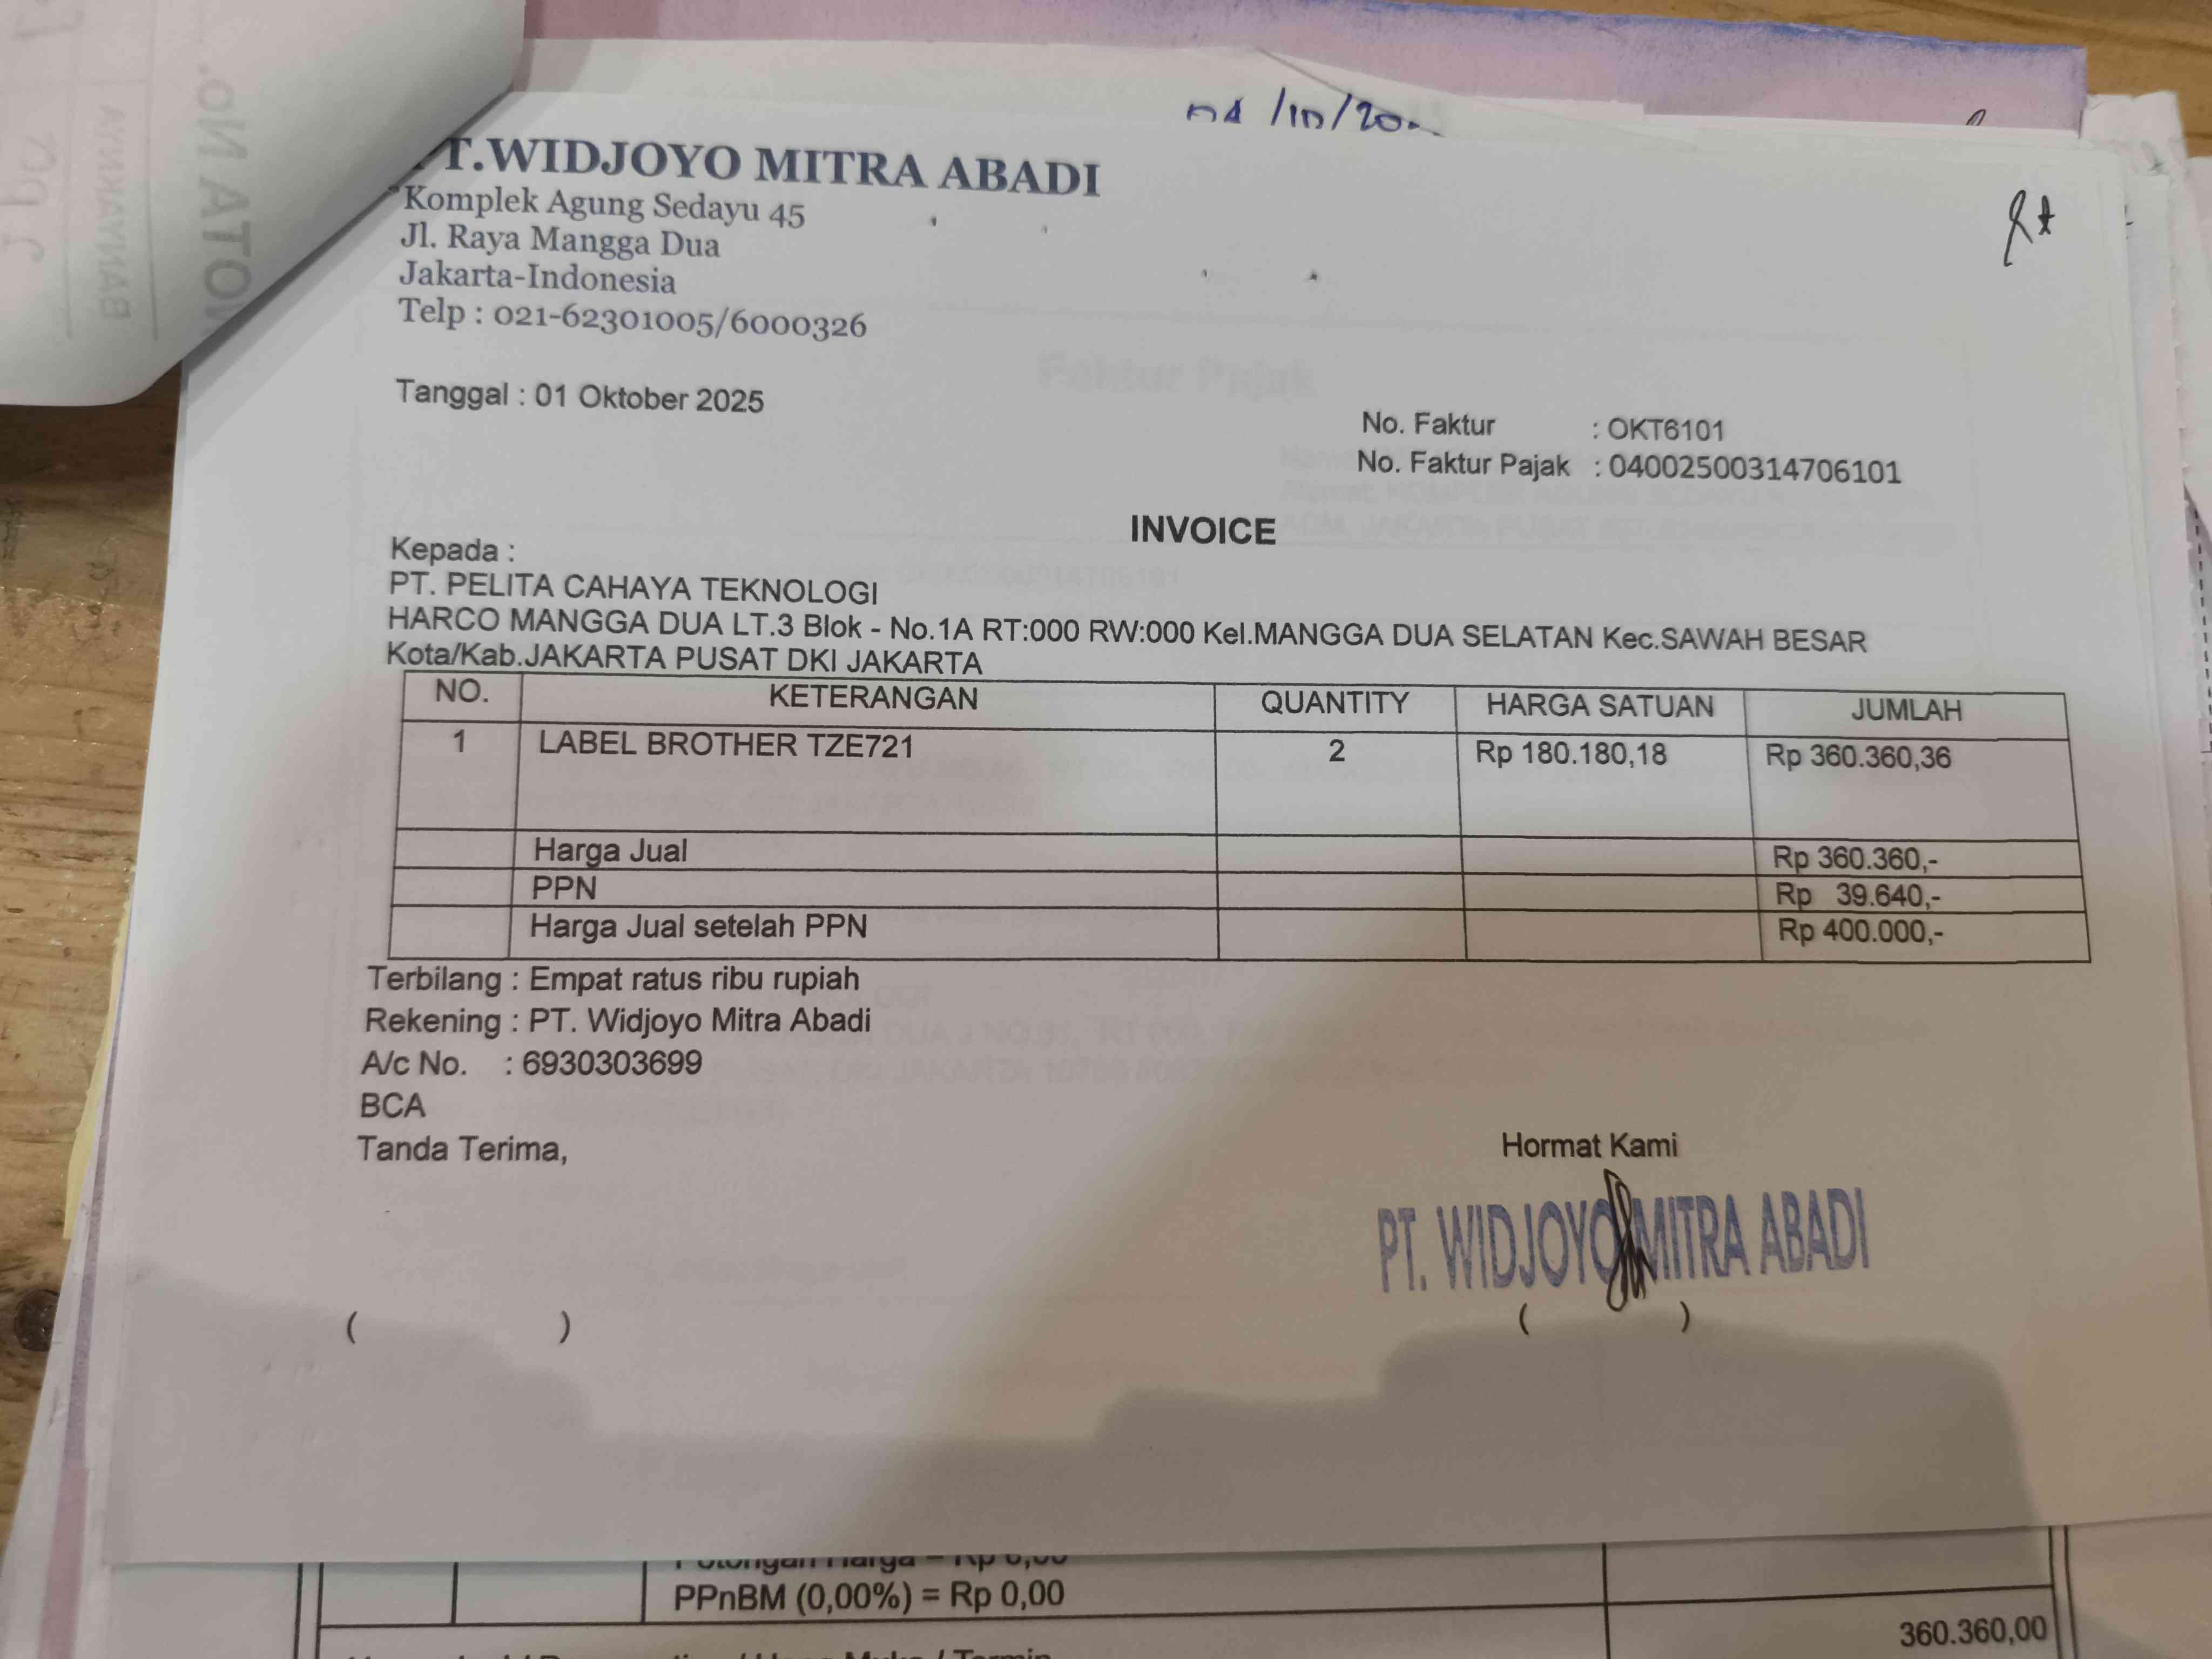 T.WIDJOYO MITRA ABADI
Komplek Agung Sedayu 45
Jl. Raya Mangga Dua
Jakarta-Indonesia
Telp : 021-62301005/6000326
Tanggal : 01 Oktober 2025
No. Faktur : OKT6101
No. Faktur Pajak : 04002500314706101
INVOICE
Kepada :
PT. PELITA CAHAYA TEKNOLOGI
HARCO MANGGA DUA LT.3 Blok - No.1A RT:000 RW:000 Kel.MANGGA DUA SELATAN Kec.SAWAH BESAR
Kota/Kab.JAKARTA PUSAT DKI JAKARTA
NO. KETERANGAN QUANTITY HARGA SATUAN JUMLAH
1 LABEL BROTHER TZE721 2 Rp 180.180,18 Rp 360.360,36
Harga Jual Rp 360.360,-
PPN Rp 39.640,-
Harga Jual setelah PPN Rp 400.000,-
Terbilang : Empat ratus ribu rupiah
Rekening : PT. Widjoyo Mitra Abadi
A/c No. : 6930303699
BCA
Tanda Terima,
Hormat Kami
PT. WIDJOYO MITRA ABADI
( ) ( )
PPnBM (0,00%) = Rp 0,00
360.360,00